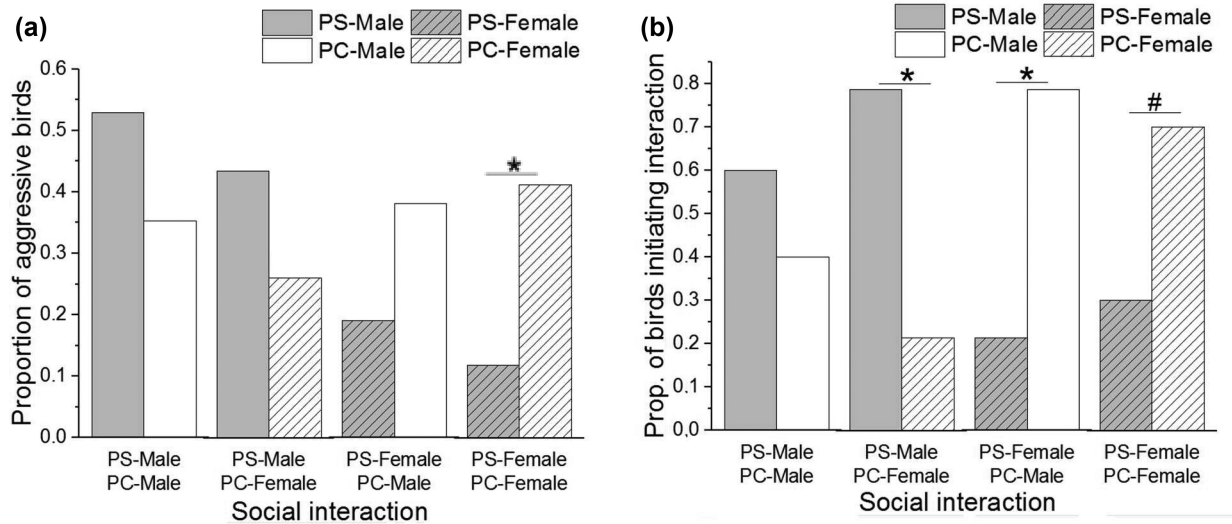 (a)
PS-Male PS-Female
PC-Male PC-Female
Proportion of aggressive birds
0.6
0.5
0.4
0.3
0.2
0.1
0.0
*
PS-Male PS-Male PS-Female PS-Female
PC-Male PC-Female PC-Male PC-Female
Social interaction
(b)
PS-Male PS-Female
PC-Male PC-Female
Prop. of birds initiating interaction
0.8
0.7
0.6
0.5
0.4
0.3
0.2
0.1
0,0
* * #
PS-Male PS-Male PS-Female PS-Female
PC-Male PC-Female PC-Male PC-Female
Social interaction